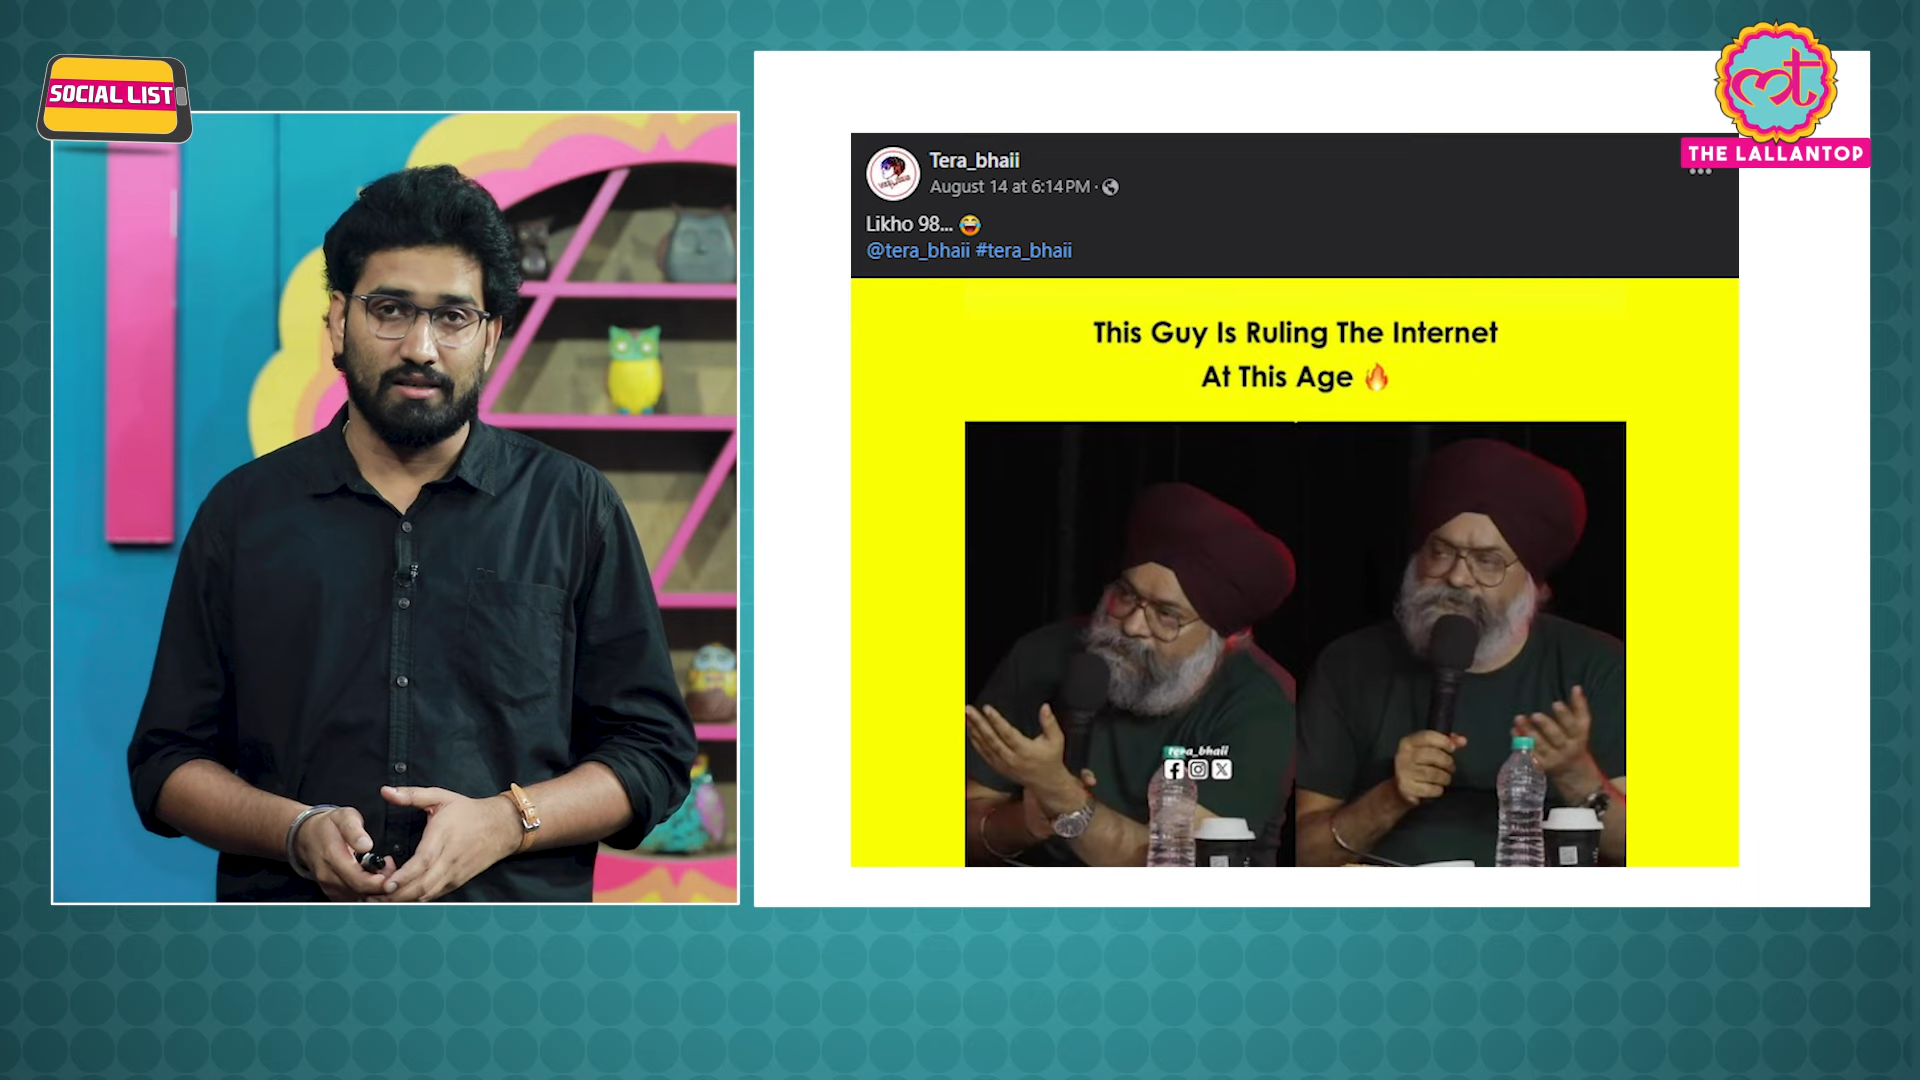 SOCIAL LIST
THE LALLANTOP
Tera_bhaii
August 14 at 6:14 PM ·
Likho 98... 😂
@tera_bhaii #tera_bhaii
This Guy Is Ruling The Internet
At This Age 🔥
tera_bhaii